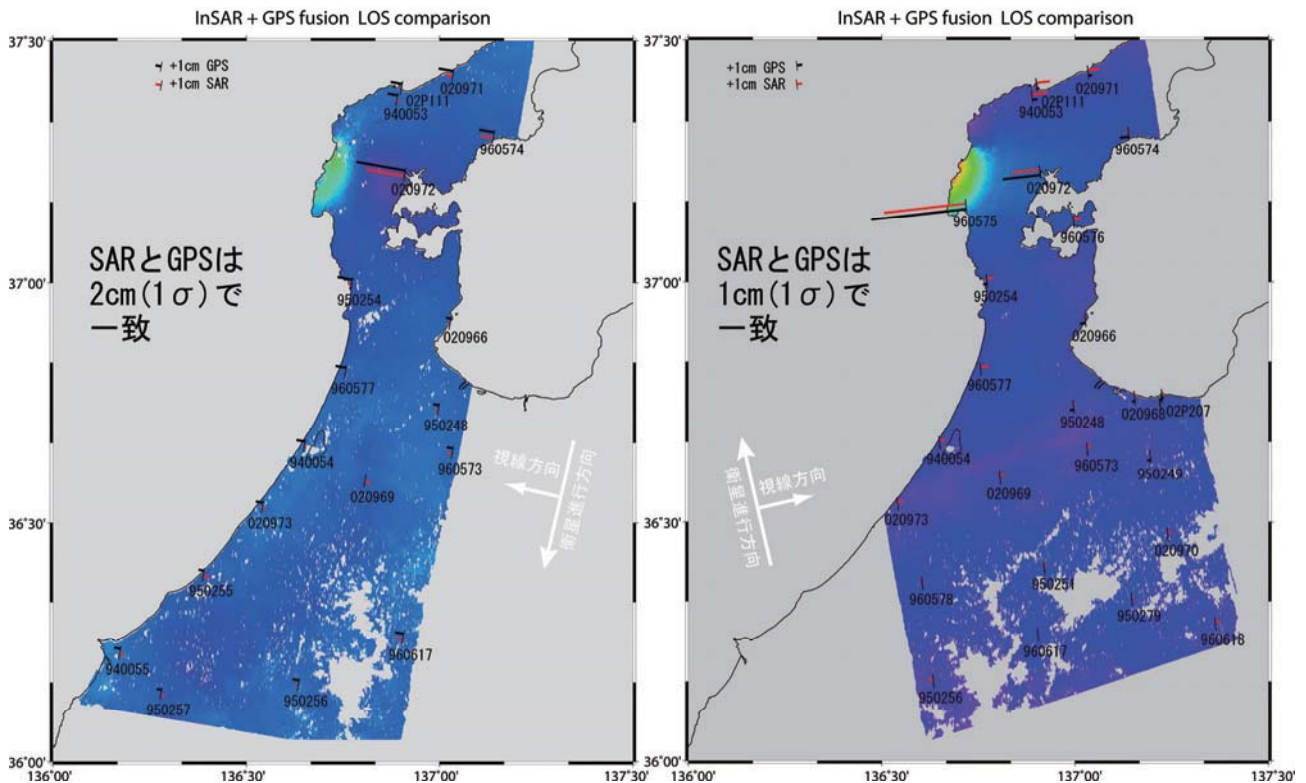 InSAR + GPS fusion LOS comparison
37°30'
+1cm GPS
+1cm SAR
020971
02P111
940053
960574
020972
SARとGPSは
2cm(1σ)で
一致
37°00'
950254
020966
960577
950248
940054
960573
視線方向
衛星進行方向
020969
36°30'
020973
950255
960617
940055
950256
950257
36°00'
136°00'
136°30'
137°00'
137°30'
InSAR + GPS fusion LOS comparison
37°30'
+1cm GPS
+1cm SAR
020971
02P111
940053
960574
020972
960575
960576
SARとGPSは
1cm(1σ)で
一致
37°00'
950254
020966
960577
020968
02P207
950248
940054
960573
950249
視線方向
衛星進行方向
020969
36°30'
020973
020970
950251
960578
950279
960618
960617
950256
36°00'
136°00'
136°30'
137°00'
137°30'